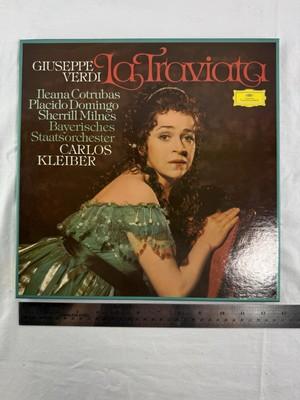 GIUSEPPE
VERDI
La Traviata
Ileana Cotrubas
Placido Domingo
Sherrill Milnes
Bayerisches
Staatsorchester
CARLOS
KLEIBER